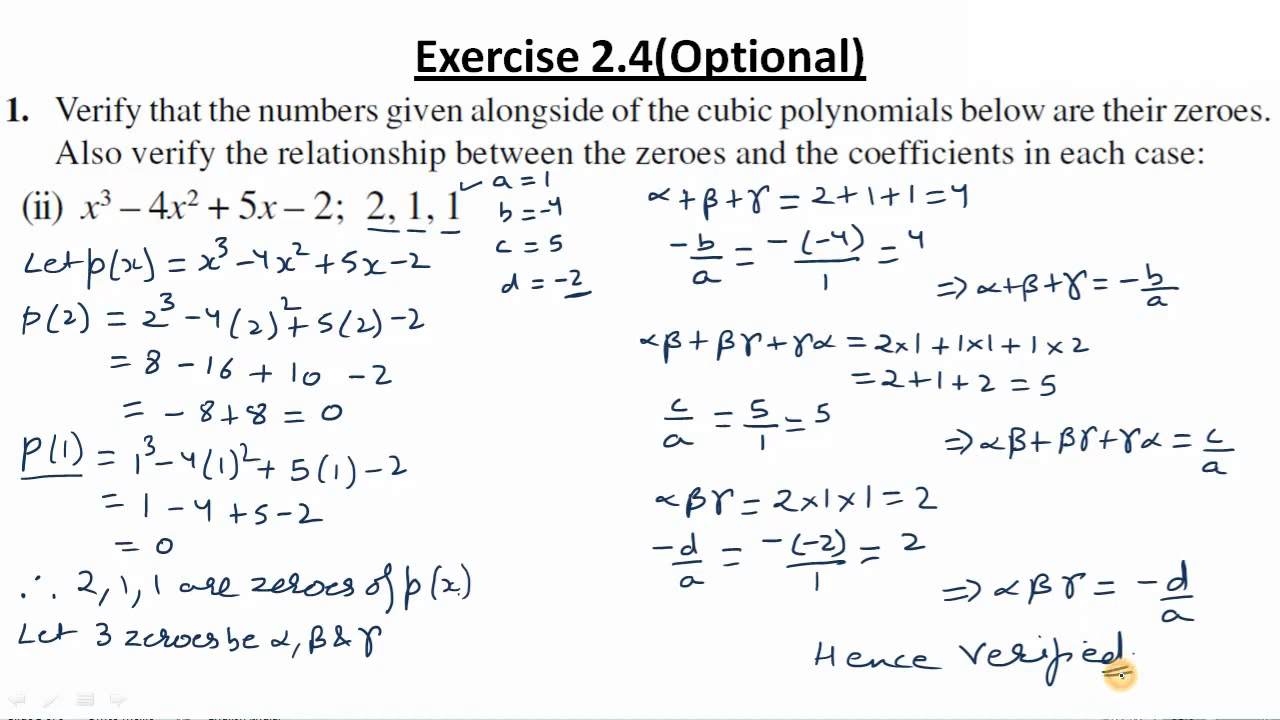 Exercise 2.4(Optional)
1. Verify that the numbers given alongside of the cubic polynomials below are their zeroes.
Also verify the relationship between the zeroes and the coefficients in each case:
(ii) x³ – 4x² + 5x – 2; 2, 1, 1
Let p(x) = x³ - 4x² + 5x - 2
p(2) = 2³ - 4(2)² + 5(2) - 2
= 8 - 16 + 10 - 2
= - 8 + 8 = 0
p(1) = 1³ - 4(1)² + 5(1) - 2
= 1 - 4 + 5 - 2
= 0
∴ 2, 1, 1 are zeroes of p(x)
Let 3 zeroes be α, β & γ
✓ a = 1
b = -4
c = 5
d = -2
α + β + γ = 2 + 1 + 1 = 4
-b/a = -(-4)/1 = 4
⇒ α + β + γ = -b/a
αβ + βγ + γα = 2×1 + 1×1 + 1×2
= 2 + 1 + 2 = 5
c/a = 5/1 = 5
⇒ αβ + βγ + γα = c/a
αβγ = 2×1×1 = 2
-d/a = -(-2)/1 = 2
⇒ αβγ = -d/a
Hence Verified.